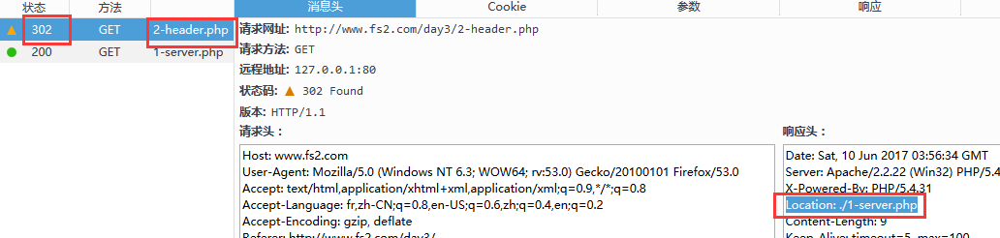 状态 方法 消息头 Cookie 参数 响应
302 GET 2-header.php
200 GET 1-server.php
请求网址: http://www.fs2.com/day3/2-header.php
请求方法: GET
远程地址: 127.0.0.1:80
状态码: 302 Found
版本: HTTP/1.1
请求头：
Host: www.fs2.com
User-Agent: Mozilla/5.0 (Windows NT 6.3; WOW64; rv:53.0) Gecko/20100101 Firefox/53.0
Accept: text/html,application/xhtml+xml,application/xml;q=0.9,*/*;q=0.8
Accept-Language: fr,zh-CN;q=0.8,en-US;q=0.6,zh;q=0.4,en;q=0.2
Accept-Encoding: gzip, deflate
Referer: http://www.fs2.com/day3/
响应头：
Date: Sat, 10 Jun 2017 03:56:34 GMT
Server: Apache/2.2.22 (Win32) PHP/5.4.31
X-Powered-By: PHP/5.4.31
Location: ./1-server.php
Content-Length: 9
Keep-Alive: timeout=5, max=100